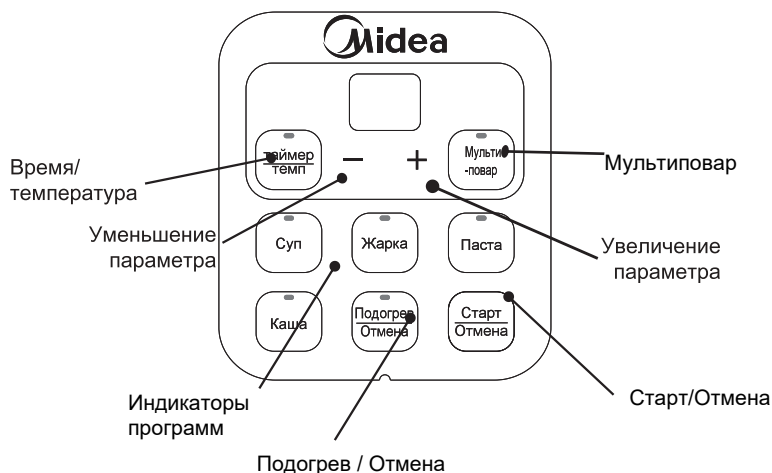 Midea
таймер
темп
−
+
Мульти
-повар
Время/
температура
Мультиповар
Уменьшение
параметра
Суп
Жарка
Паста
Увеличение
параметра
Каша
Подогрев
Отмена
Старт
Отмена
Индикаторы
программ
Старт/Отмена
Подогрев / Отмена